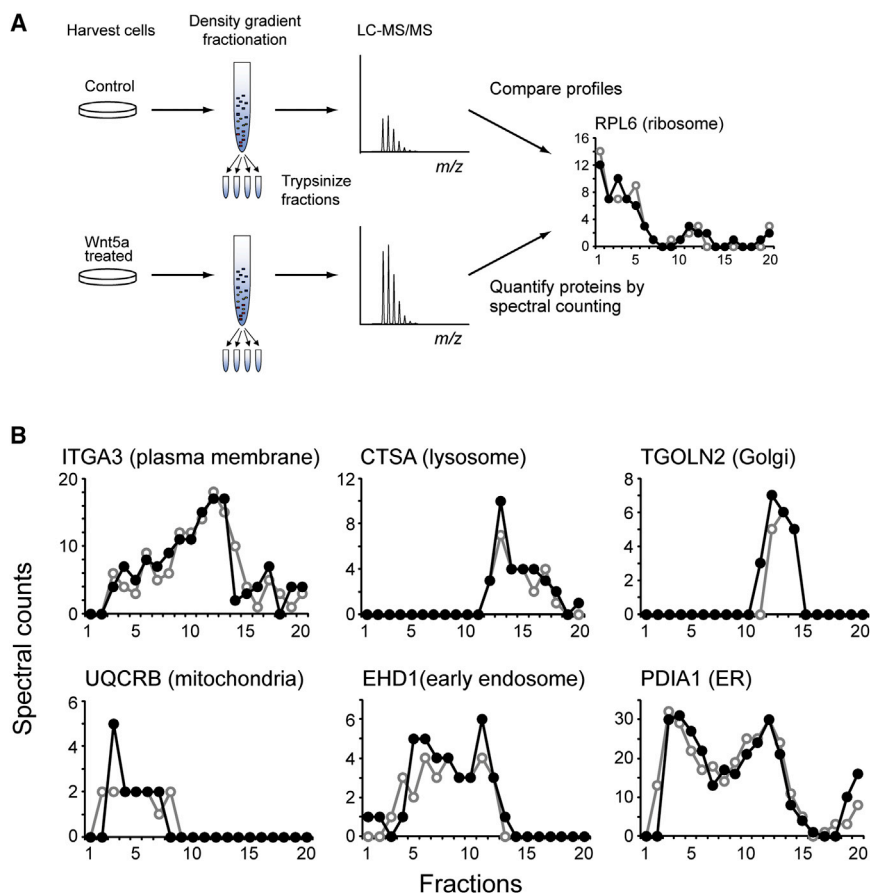 A
Harvest cells
Density gradient
fractionation
LC-MS/MS
Control
Compare profiles
RPL6 (ribosome)
16
12
8
4
0
1 5 10 15 20
m/z
Trypsinize
fractions
Wnt5a
treated
Quantify proteins by
spectral counting
m/z
B
Spectral counts
ITGA3 (plasma membrane)
20
10
0
1 5 10 15 20
CTSA (lysosome)
12
8
4
0
1 5 10 15 20
TGOLN2 (Golgi)
8
6
4
2
0
1 5 10 15 20
UQCRB (mitochondria)
6
4
2
0
1 5 10 15 20
EHD1(early endosome)
6
4
2
0
1 5 10 15 20
PDIA1 (ER)
30
20
10
0
1 5 10 15 20
Fractions